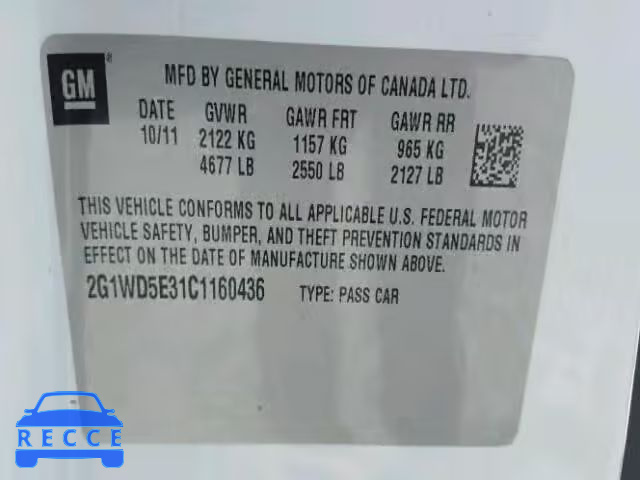 GM ®
MFD BY GENERAL MOTORS OF CANADA LTD.
DATE GVWR GAWR FRT GAWR RR
10/11 2122 KG 1157 KG 965 KG
4677 LB 2550 LB 2127 LB
THIS VEHICLE CONFORMS TO ALL APPLICABLE U.S. FEDERAL MOTOR
VEHICLE SAFETY, BUMPER, AND THEFT PREVENTION STANDARDS IN
EFFECT ON THE DATE OF MANUFACTURE SHOWN ABOVE.
2G1WD5E31C1160436 TYPE: PASS CAR
RECCE